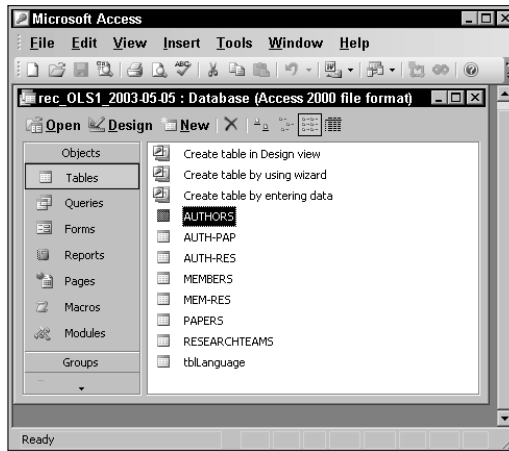 Microsoft Access
File Edit View Insert Tools Window Help
rec_OLS1_2003-05-05 : Database (Access 2000 file format)
Open Design New
Objects
Tables
Queries
Forms
Reports
Pages
Macros
Modules
Groups
Create table in Design view
Create table by using wizard
Create table by entering data
AUTHORS
AUTH-PAP
AUTH-RES
MEMBERS
MEM-RES
PAPERS
RESEARCHTEAMS
tblLanguage
Ready